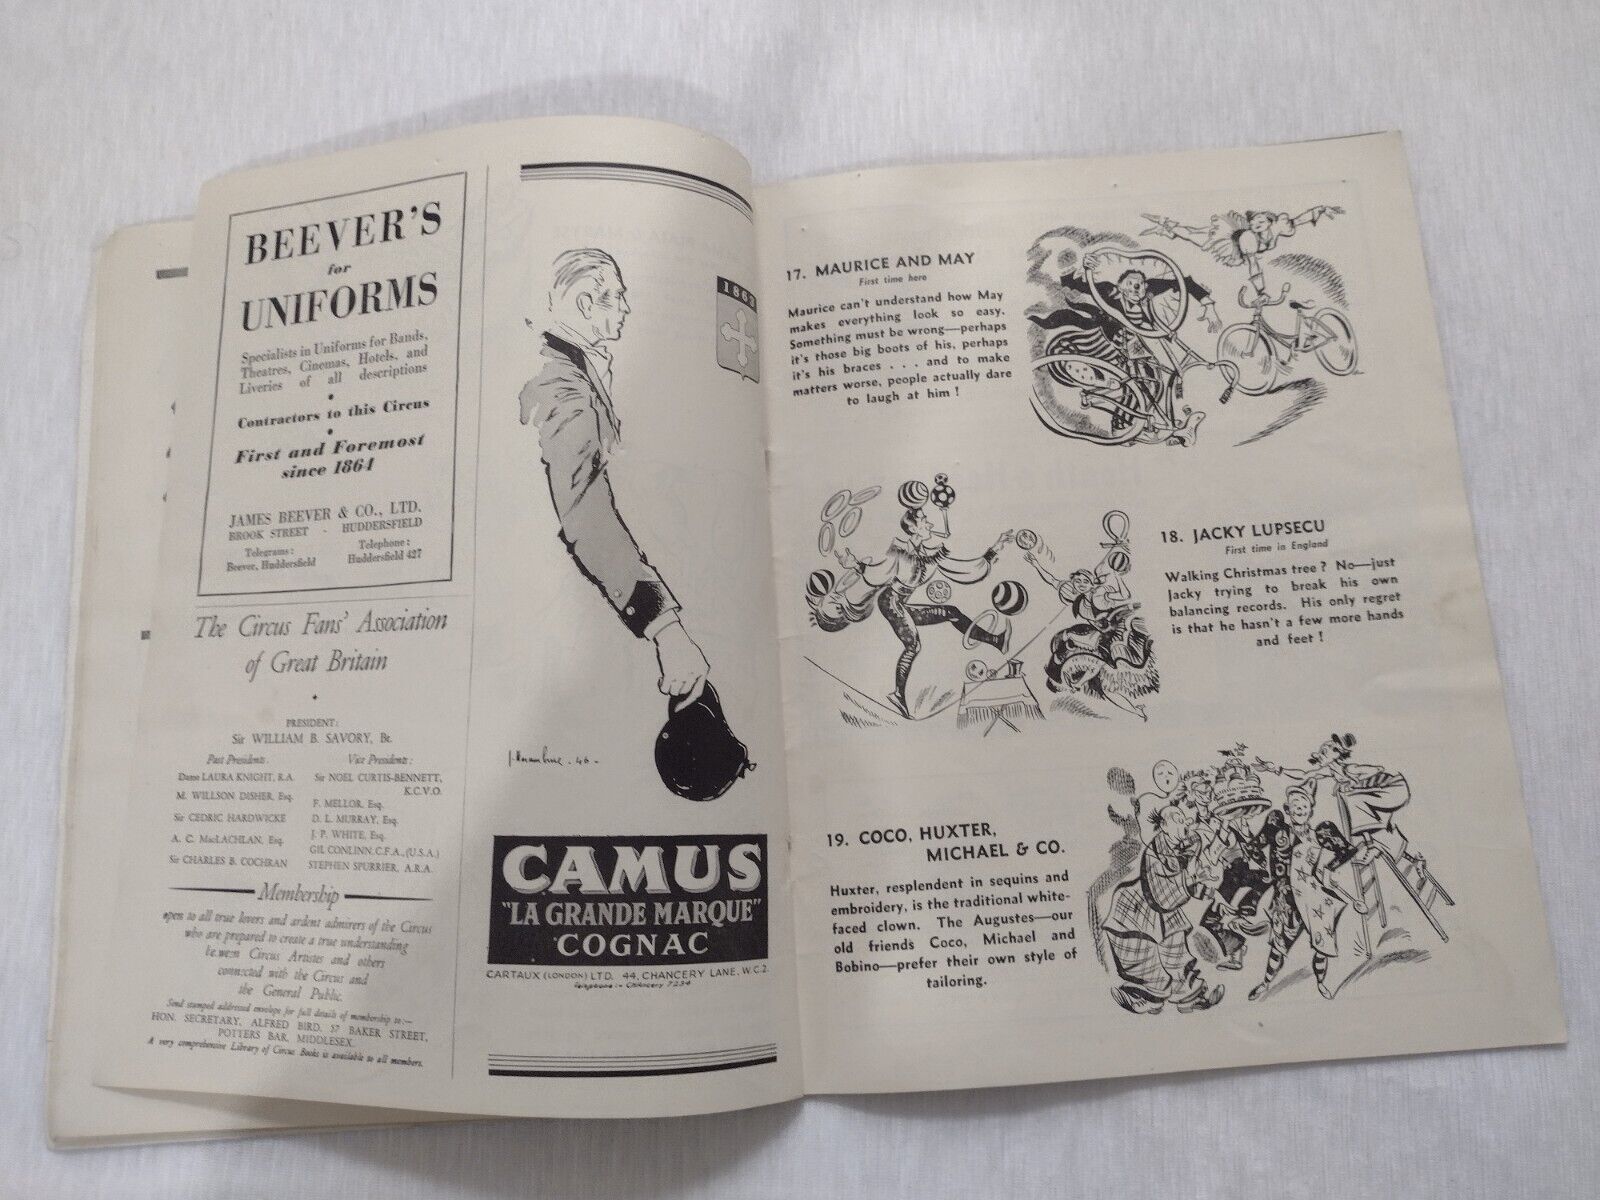 BEEVER'S
for
UNIFORMS
Specialists in Uniforms for Bands,
Theatres, Cinemas, Hotels, and
Liveries of all descriptions
Contractors to this Circus
First and Foremost
since 1864
JAMES BEEVER & CO., LTD.
BROOK STREET - HUDDERSFIELD
Telegrams:
Beever, Huddersfield
Telephone:
Huddersfield 427
The Circus Fans' Association
of Great Britain
PRESIDENT:
Sir WILLIAM B. SAVORY, Bt.
Past Presidents:
Dame LAURA KNIGHT, R.A.
M. WILLSON DISHER, Esq.
Sir CEDRIC HARDWICKE
A. C. MacLACHLAN, Esq.
Sir CHARLES B. COCHRAN
Vice Presidents:
Sir NOEL CURTIS-BENNETT,
K.C.V.O.
F. MELLOR, Esq.
D. L. MURRAY, Esq.
J. P. WHITE, Esq.
GIL CONLINN, C.F.A., (U.S.A.)
STEPHEN SPURRIER, A.R.A.
Membership
open to all true lovers and ardent admirers of the Circus
who are prepared to create a true understanding
between Circus Artistes and others
connected with the Circus and
the General Public.
Send stamped addressed envelope for full details of membership to:—
HON. SECRETARY, ALFRED BIRD, 57 BAKER STREET,
POTTERS BAR, MIDDLESEX.
A very comprehensive Library of Circus Books is available to all members.
1863
46
CAMUS
"LA GRANDE MARQUE"
COGNAC
CARTAUX (LONDON) LTD. 44, CHANCERY LANE, W.C.2.
Telephone :- CHAncery 7234
17. MAURICE AND MAY
First time here
Maurice can't understand how May
makes everything look so easy.
Something must be wrong—perhaps
it's those big boots of his, perhaps
it's his braces . . . and to make
matters worse, people actually dare
to laugh at him !
18. JACKY LUPSECU
First time in England
Walking Christmas tree ? No—just
Jacky trying to break his own
balancing records. His only regret
is that he hasn't a few more hands
and feet !
19. COCO, HUXTER,
MICHAEL & CO.
Huxter, resplendent in sequins and
embroidery, is the traditional white-
faced clown. The Augustes—our
old friends Coco, Michael and
Bobino—prefer their own style of
tailoring.